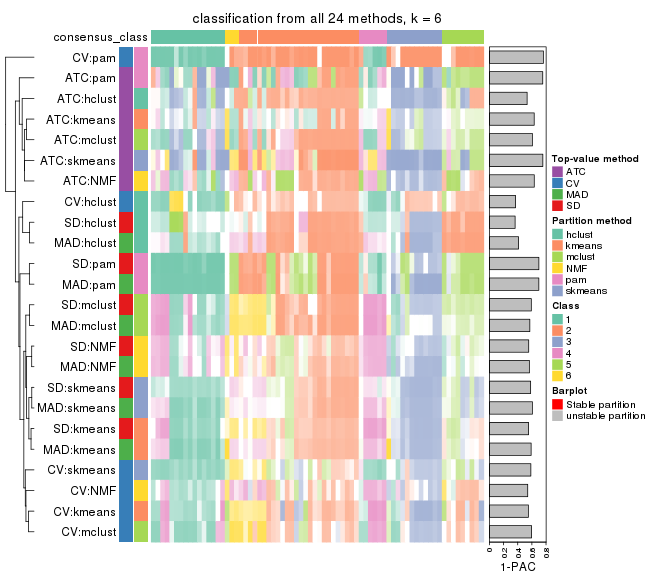 classification from all 24 methods, k = 6
consensus_class
CV:pam
ATC:pam
ATC:hclust
ATC:kmeans
ATC:mclust
ATC:skmeans
ATC:NMF
CV:hclust
SD:hclust
MAD:hclust
SD:pam
MAD:pam
SD:mclust
MAD:mclust
SD:NMF
MAD:NMF
SD:skmeans
MAD:skmeans
SD:kmeans
MAD:kmeans
CV:skmeans
CV:NMF
CV:kmeans
CV:mclust
0 0.2 0.4 0.6 0.8
1-PAC
Top-value method
ATC
CV
MAD
SD
Partition method
hclust
kmeans
mclust
NMF
pam
skmeans
Class
1
2
3
4
5
6
Barplot
Stable partition
unstable partition